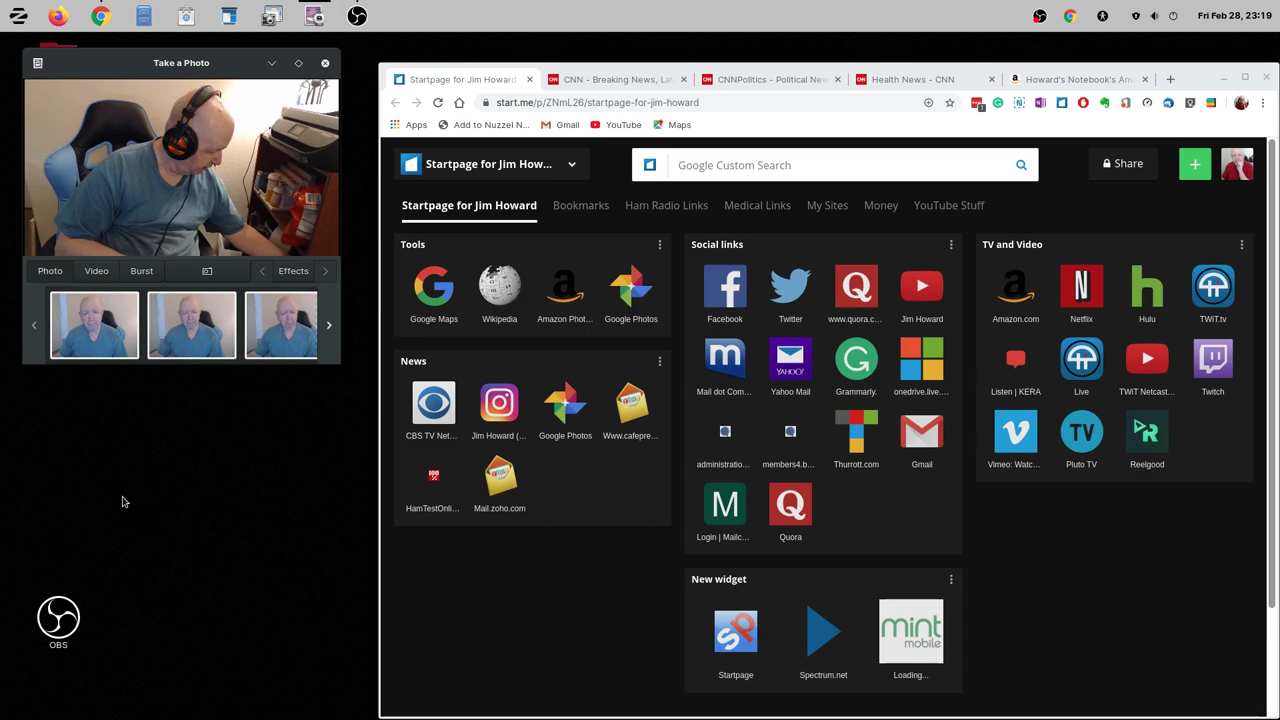 Fri Feb 28, 23:19
Take a Photo
Photo Video Burst Effects
OBS
Startpage for Jim Howard
CNN - Breaking News, Lat
CNNPolitics - Political New
Health News - CNN
Howard's Notebook's Ama
start.me/p/ZNmL26/startpage-for-jim-howard
Apps Add to Nuzzel N... Gmail YouTube Maps
Startpage for Jim How...
Google Custom Search
Share
Startpage for Jim Howard Bookmarks Ham Radio Links Medical Links My Sites Money YouTube Stuff
Tools
Google Maps Wikipedia Amazon Phot... Google Photos
News
CBS TV Net... Jim Howard (... Google Photos Www.cafepre...
HamTestOnli... Mail.zoho.com
Social links
Facebook Twitter www.quora.c... Jim Howard
Mail dot Com... Yahoo Mail Grammarly. onedrive.live....
administratio... members4.b... Thurrott.com Gmail
Login | Mailc... Quora
New widget
mint
mobile
Startpage Spectrum.net Loading...
TV and Video
Amazon.com Netflix Hulu TWiT.tv
Listen | KERA Live TWiT Netcast... Twitch
Vimeo: Watc... Pluto TV Reelgood